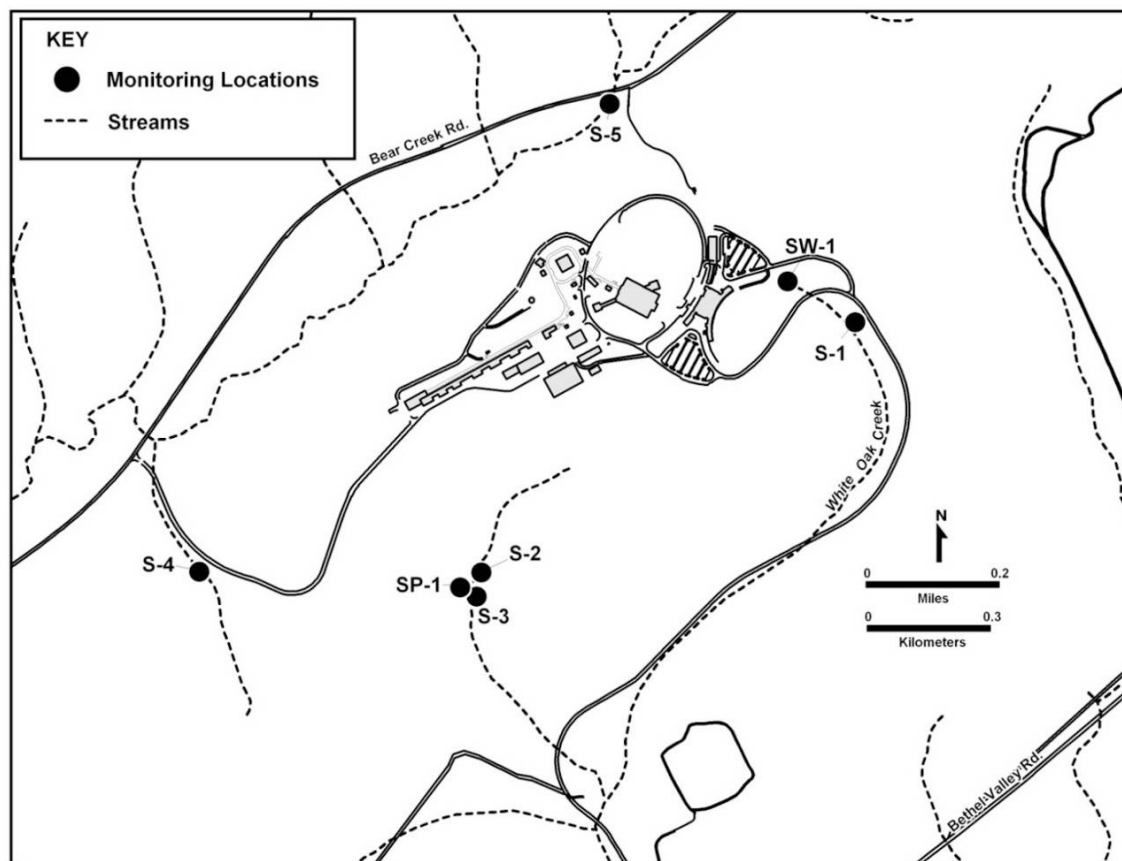 KEY
Monitoring Locations
Streams
Bear Creek Rd.
S-5
SW-1
S-1
White Oak Creek
S-2
S-4
SP-1
S-3
N
0 0.2
Miles
0 0.3
Kilometers
Bethel Valley Rd.